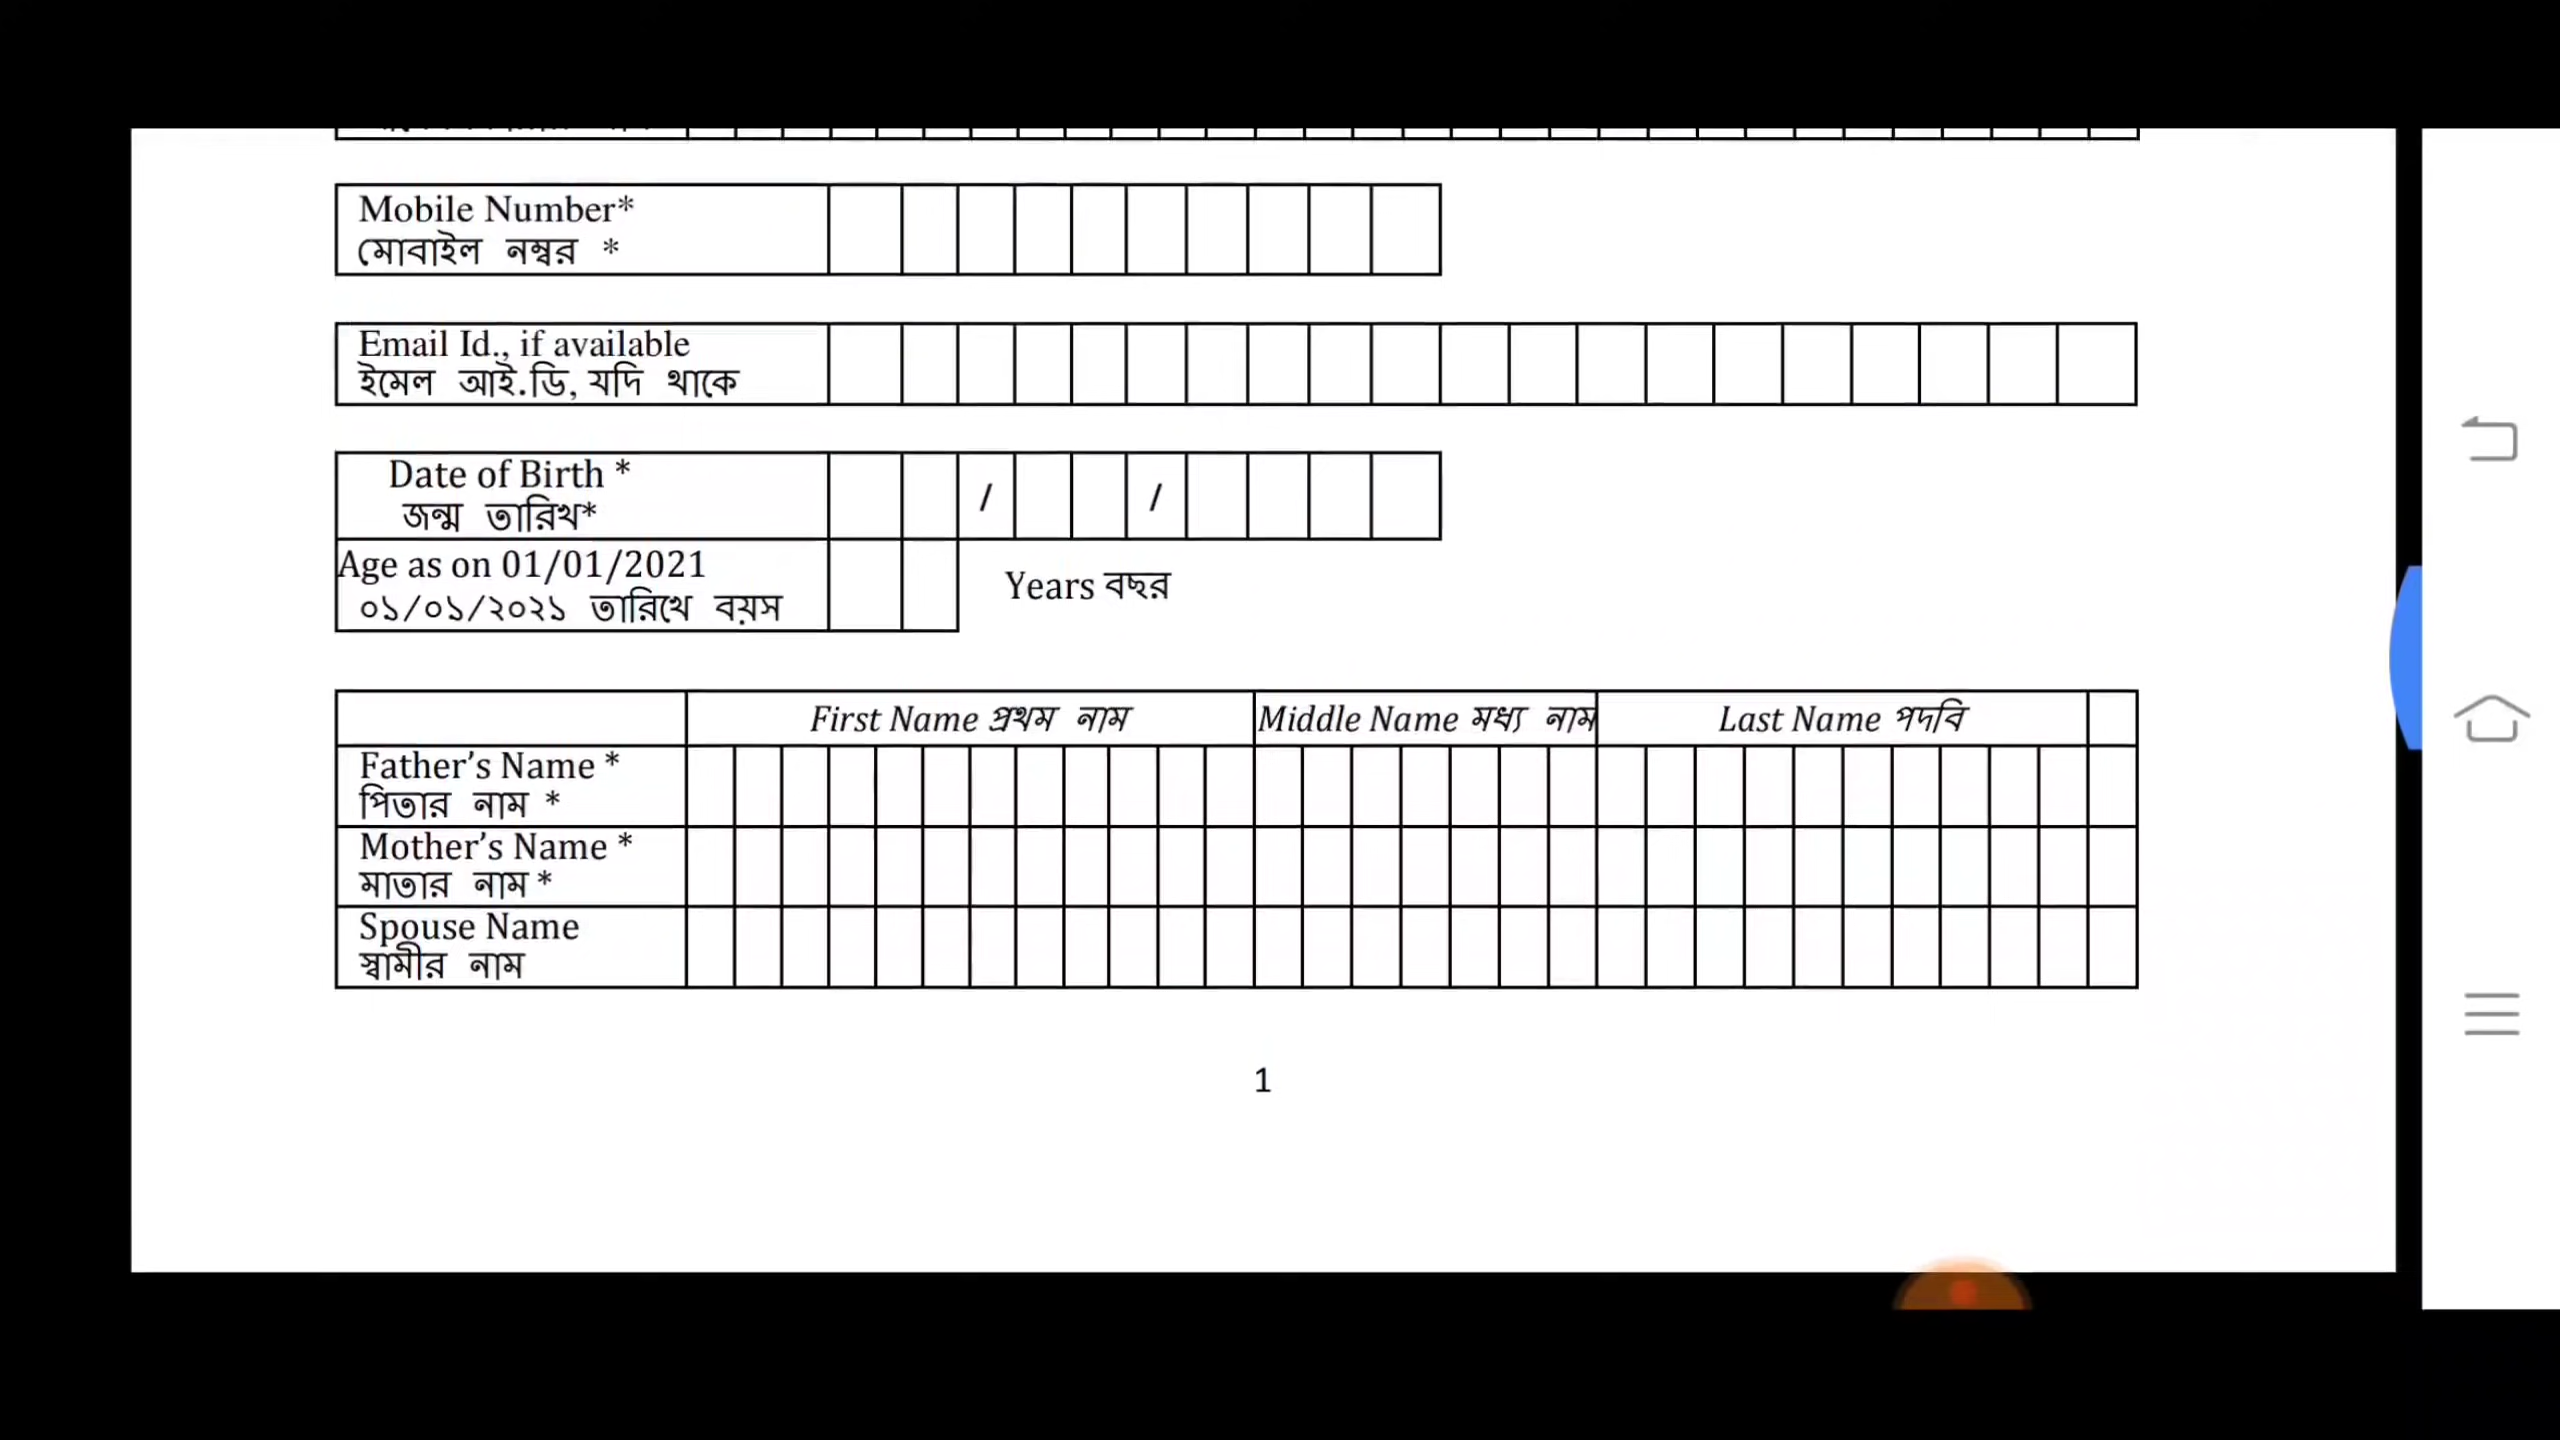 Mobile Number*
মোবাইল নম্বর *
Email Id., if available
ইমেল আই.ডি, যদি থাকে
Date of Birth *
জন্ম তারিখ*
/ /
Age as on 01/01/2021
০১/০১/২০২১ তারিখে বয়স
Years বছর
First Name প্রথম নাম Middle Name মধ্য নাম Last Name পদবি
Father’s Name *
পিতার নাম *
Mother’s Name *
মাতার নাম *
Spouse Name
স্বামীর নাম
1